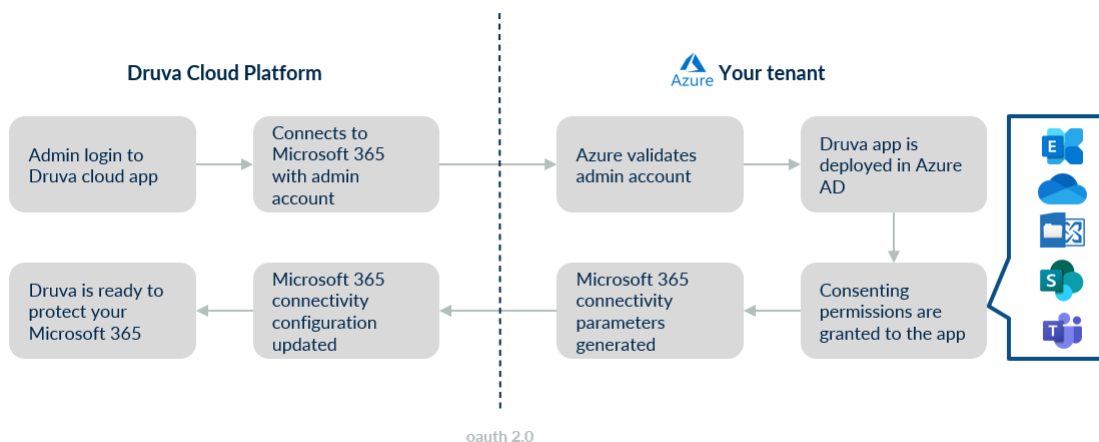 Druva Cloud Platform
Azure
Your tenant
Admin login to
Druva cloud app
Connects to
Microsoft 365
with admin
account
Azure validates
admin account
Druva app is
deployed in Azure
AD
E
S
T
Druva is ready to
protect your
Microsoft 365
Microsoft 365
connectivity
configuration
updated
Microsoft 365
connectivity
parameters
generated
Consenting
permissions are
granted to the app
oauth 2.0